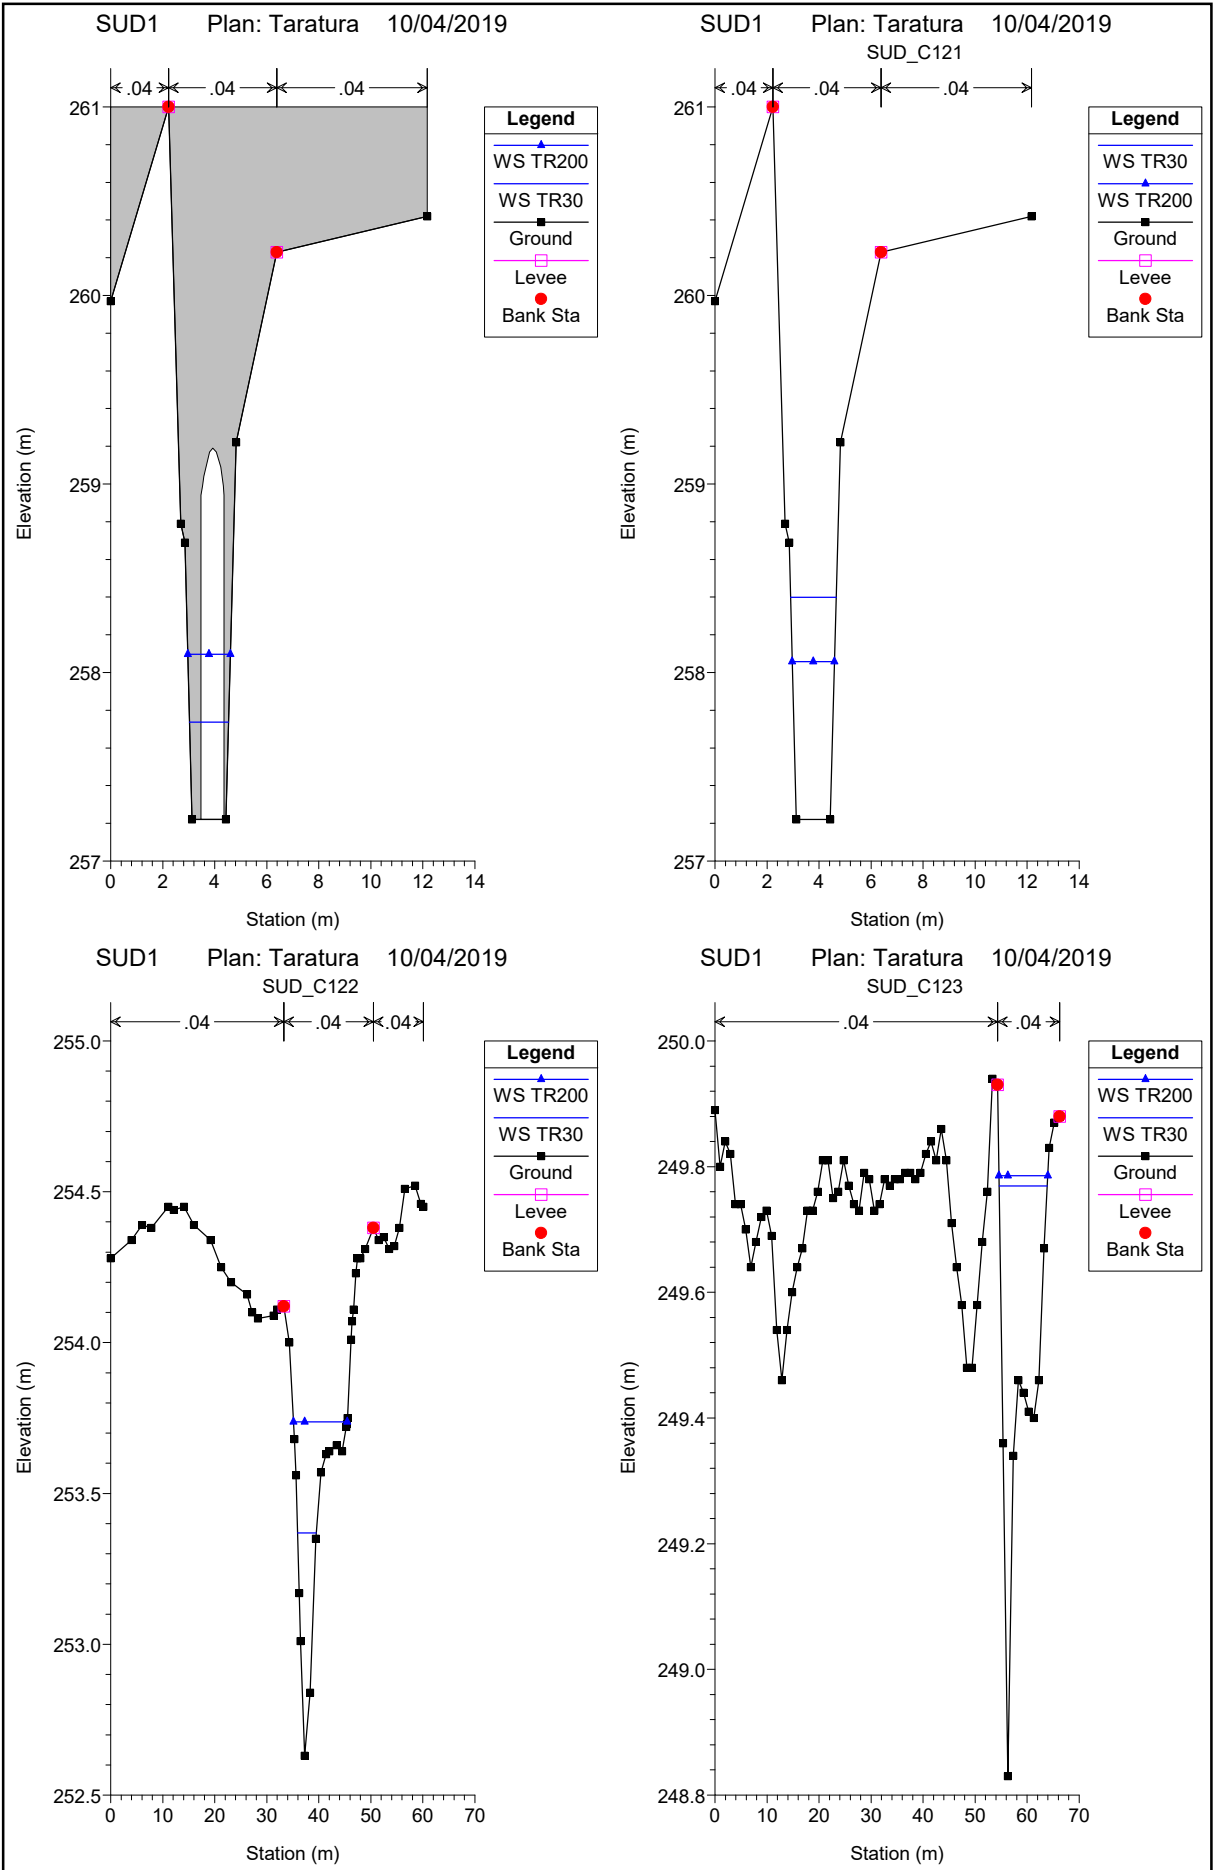 SUD1 Plan: Taratura 10/04/2019
.04 .04 .04
261
260
259
258
257
Elevation (m)
0 2 4 6 8 10 12 14
Station (m)
Legend
WS TR200
WS TR30
Ground
Levee
Bank Sta
SUD1 Plan: Taratura 10/04/2019
SUD_C121
.04 .04 .04
261
260
259
258
257
Elevation (m)
0 2 4 6 8 10 12 14
Station (m)
Legend
WS TR30
WS TR200
Ground
Levee
Bank Sta
SUD1 Plan: Taratura 10/04/2019
SUD_C122
.04 .04 .04
255.0
254.5
254.0
253.5
253.0
252.5
Elevation (m)
0 10 20 30 40 50 60 70
Station (m)
Legend
WS TR200
WS TR30
Ground
Levee
Bank Sta
SUD1 Plan: Taratura 10/04/2019
SUD_C123
.04 .04
250.0
249.8
249.6
249.4
249.2
249.0
248.8
Elevation (m)
0 10 20 30 40 50 60 70
Station (m)
Legend
WS TR200
WS TR30
Ground
Levee
Bank Sta